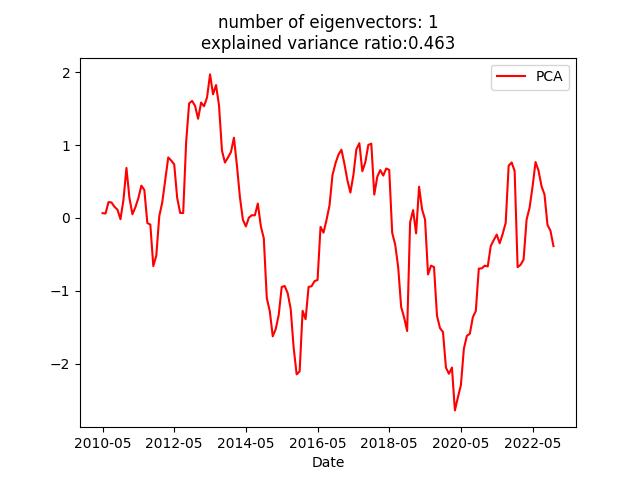 number of eigenvectors: 1
explained variance ratio:0.463
PCA
2
1
0
−1
−2
2010-05 2012-05 2014-05 2016-05 2018-05 2020-05 2022-05
Date